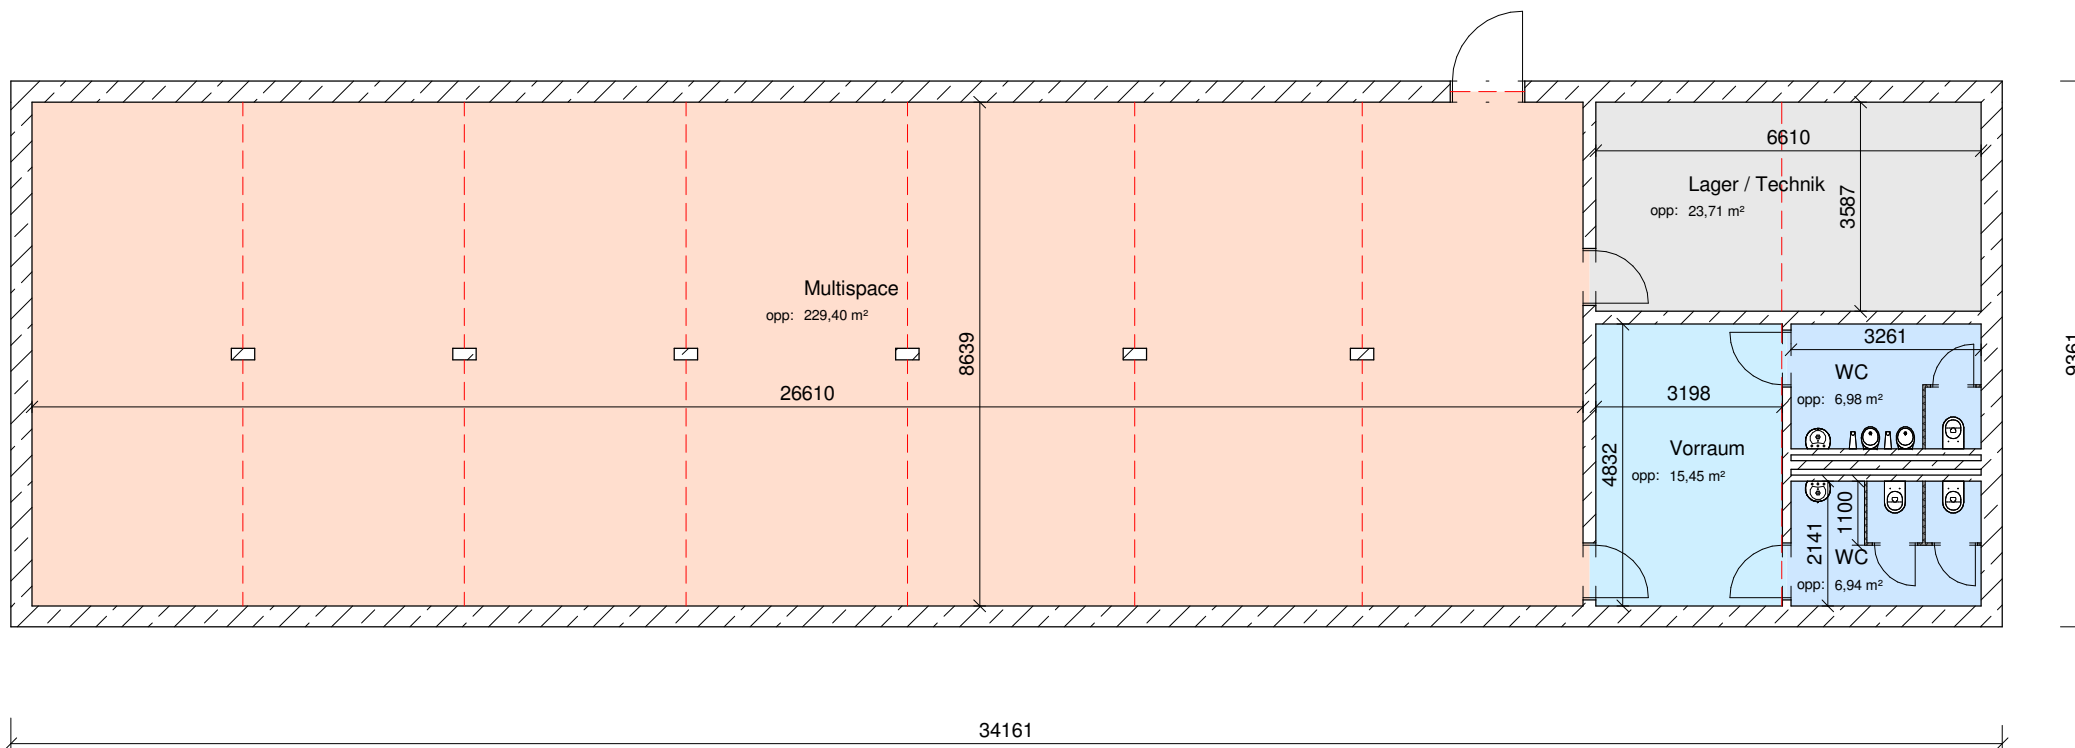 6610
Lager / Technik
opp: 23,71 m²
3587
Multispace
opp: 229,40 m²
8639
26610
3198
4832
Vorraum
opp: 15,45 m²
3261
WC
opp: 6,98 m²
1100
2141
WC
opp: 6,94 m²
9361
34161